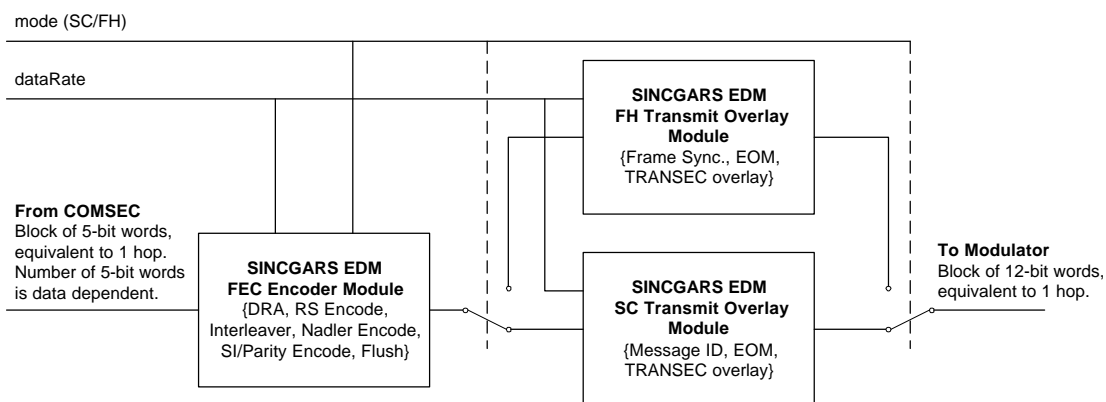 mode (SC/FH)
dataRate
SINCGARS EDM
FH Transmit Overlay
Module
{Frame Sync., EOM,
TRANSEC overlay}
From COMSEC
Block of 5-bit words,
equivalent to 1 hop.
Number of 5-bit words
is data dependent.
SINCGARS EDM
FEC Encoder Module
{DRA, RS Encode,
Interleaver, Nadler Encode,
SI/Parity Encode, Flush}
SINCGARS EDM
SC Transmit Overlay
Module
{Message ID, EOM,
TRANSEC overlay}
To Modulator
Block of 12-bit words,
equivalent to 1 hop.